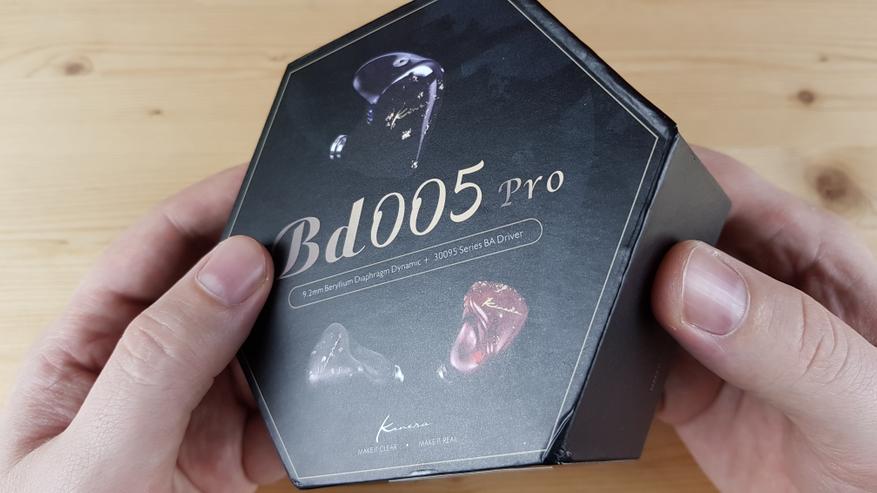 Bd005 Pro
9.2mm Beryllium Diaphragm Dynamic + 30095 Series BA Driver
Kinera
MAKE IT CLEAR • MAKE IT REAL